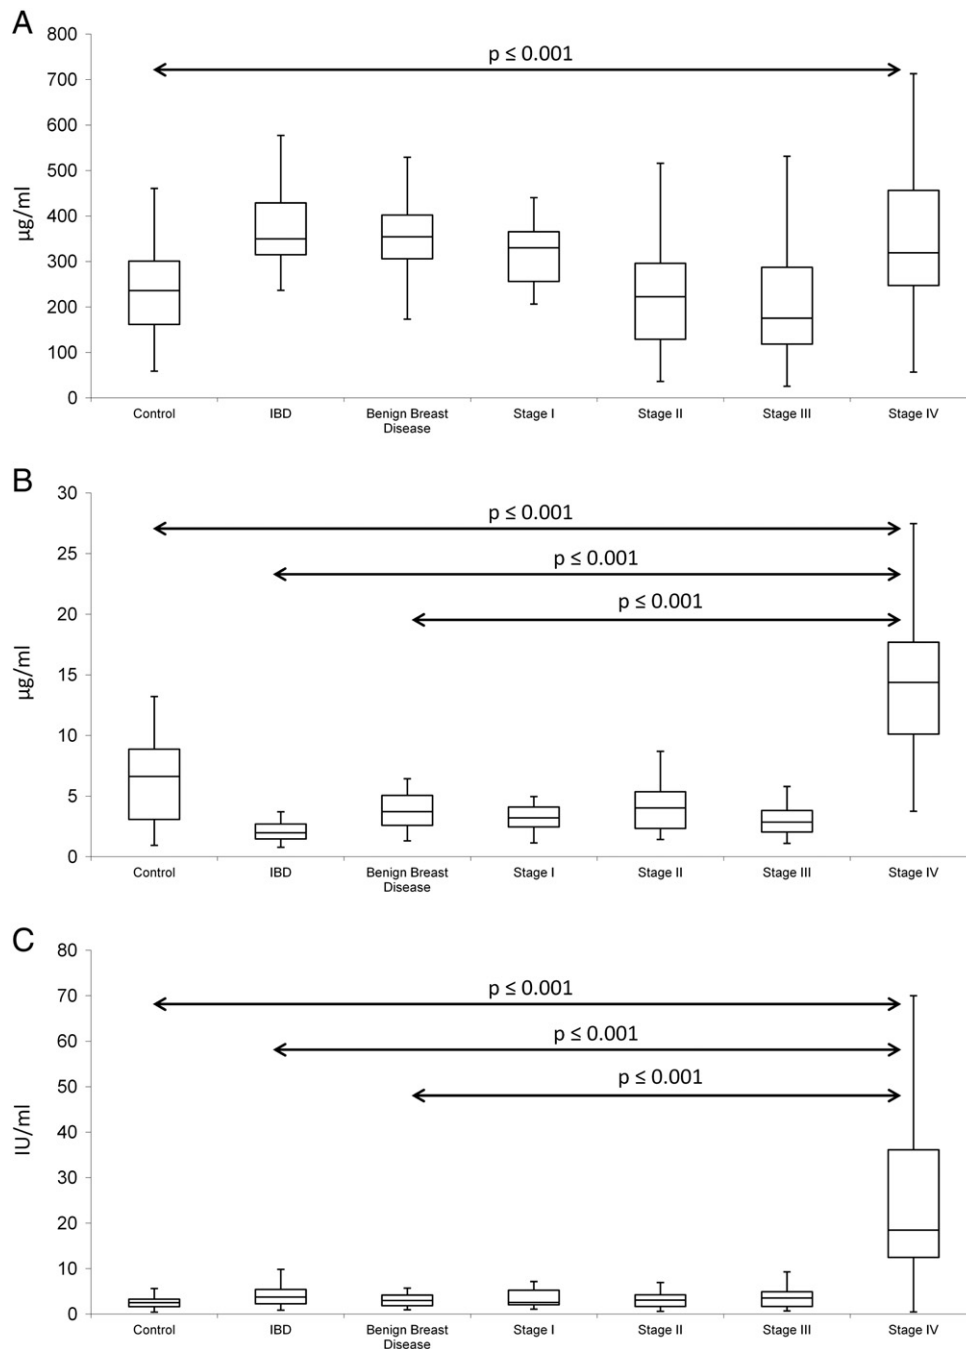 A
800
700
600
500
400
300
200
100
0
µg/ml
p ≤ 0.001
Control
IBD
Benign Breast
Disease
Stage I
Stage II
Stage III
Stage IV
B
30
25
20
15
10
5
0
µg/ml
p ≤ 0.001
p ≤ 0.001
p ≤ 0.001
Control
IBD
Benign Breast
Disease
Stage I
Stage II
Stage III
Stage IV
C
80
70
60
50
40
30
20
10
0
IU/ml
p ≤ 0.001
p ≤ 0.001
p ≤ 0.001
Control
IBD
Benign Breast
Disease
Stage I
Stage II
Stage III
Stage IV